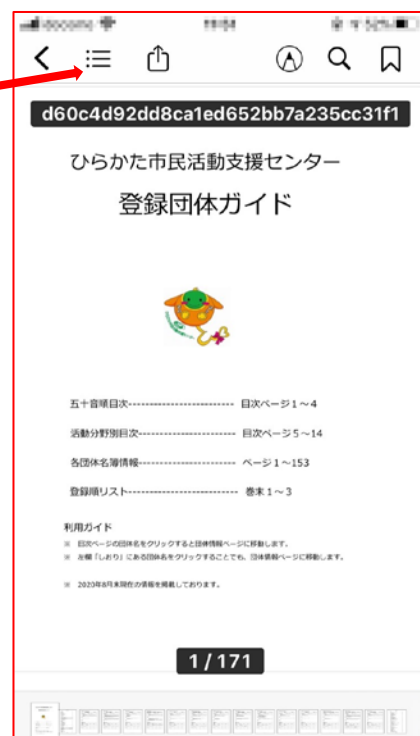 d60c4d92dd8ca1ed652bb7a235cc31f1
ひらかた市民活動支援センター
登録団体ガイド
五十音順目次-------------------------- 目次ページ１～４
活動分野別目次------------------------ 目次ページ５～14
各団体名簿情報------------------------ ページ１～153
登録順リスト-------------------------- 巻末１～３
利用ガイド
※ 目次ページの団体名をクリックすると団体情報ページに移動します。
※ 左欄「しおり」にある団体名をクリックすることでも、団体情報ページに移動します。
※ 2020年8月末現在の情報を掲載しております。
1 / 171